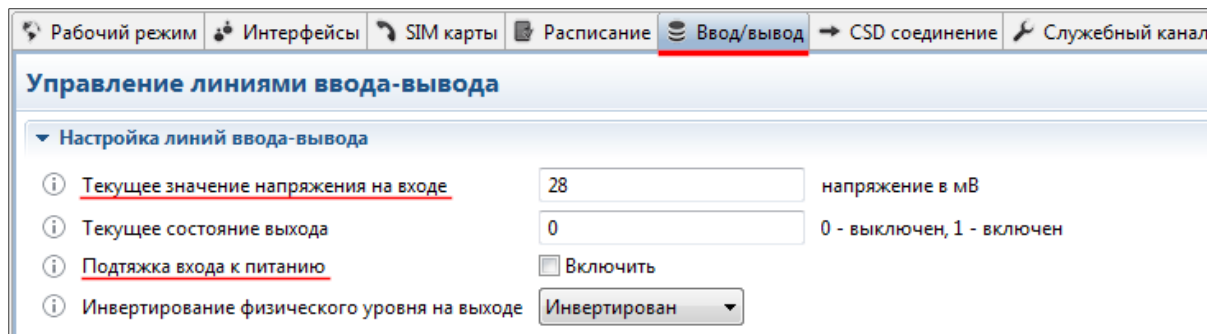 Рабочий режим Интерфейсы SIM карты Расписание Ввод/вывод CSD соединение Служебный канал
Управление линиями ввода-вывода
Настройка линий ввода-вывода
Текущее значение напряжения на входе 28 напряжение в мВ
Текущее состояние выхода 0 0 - выключен, 1 - включен
Подтяжка входа к питанию Включить
Инвертирование физического уровня на выходе Инвертирован